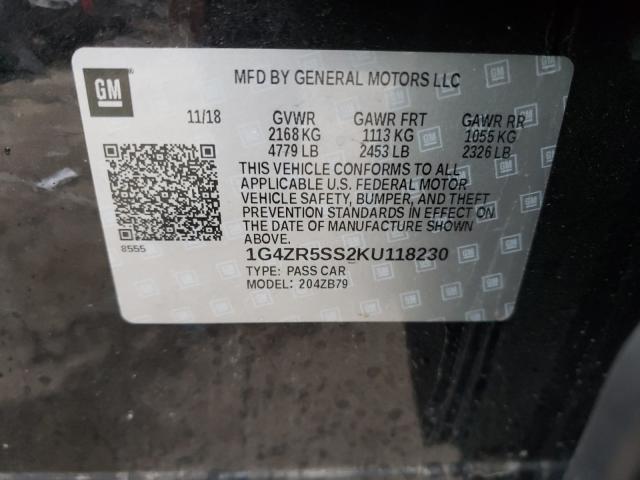 GM
MFD BY GENERAL MOTORS LLC
11/18 GVWR GAWR FRT GAWR RR
2168 KG 1113 KG 1055 KG
4779 LB 2453 LB 2326 LB
THIS VEHICLE CONFORMS TO ALL
APPLICABLE U.S. FEDERAL MOTOR
VEHICLE SAFETY, BUMPER, AND THEFT
PREVENTION STANDARDS IN EFFECT ON
THE DATE OF MANUFACTURE SHOWN
ABOVE.
8555
1G4ZR5SS2KU118230
TYPE: PASS CAR
MODEL: 204ZB79